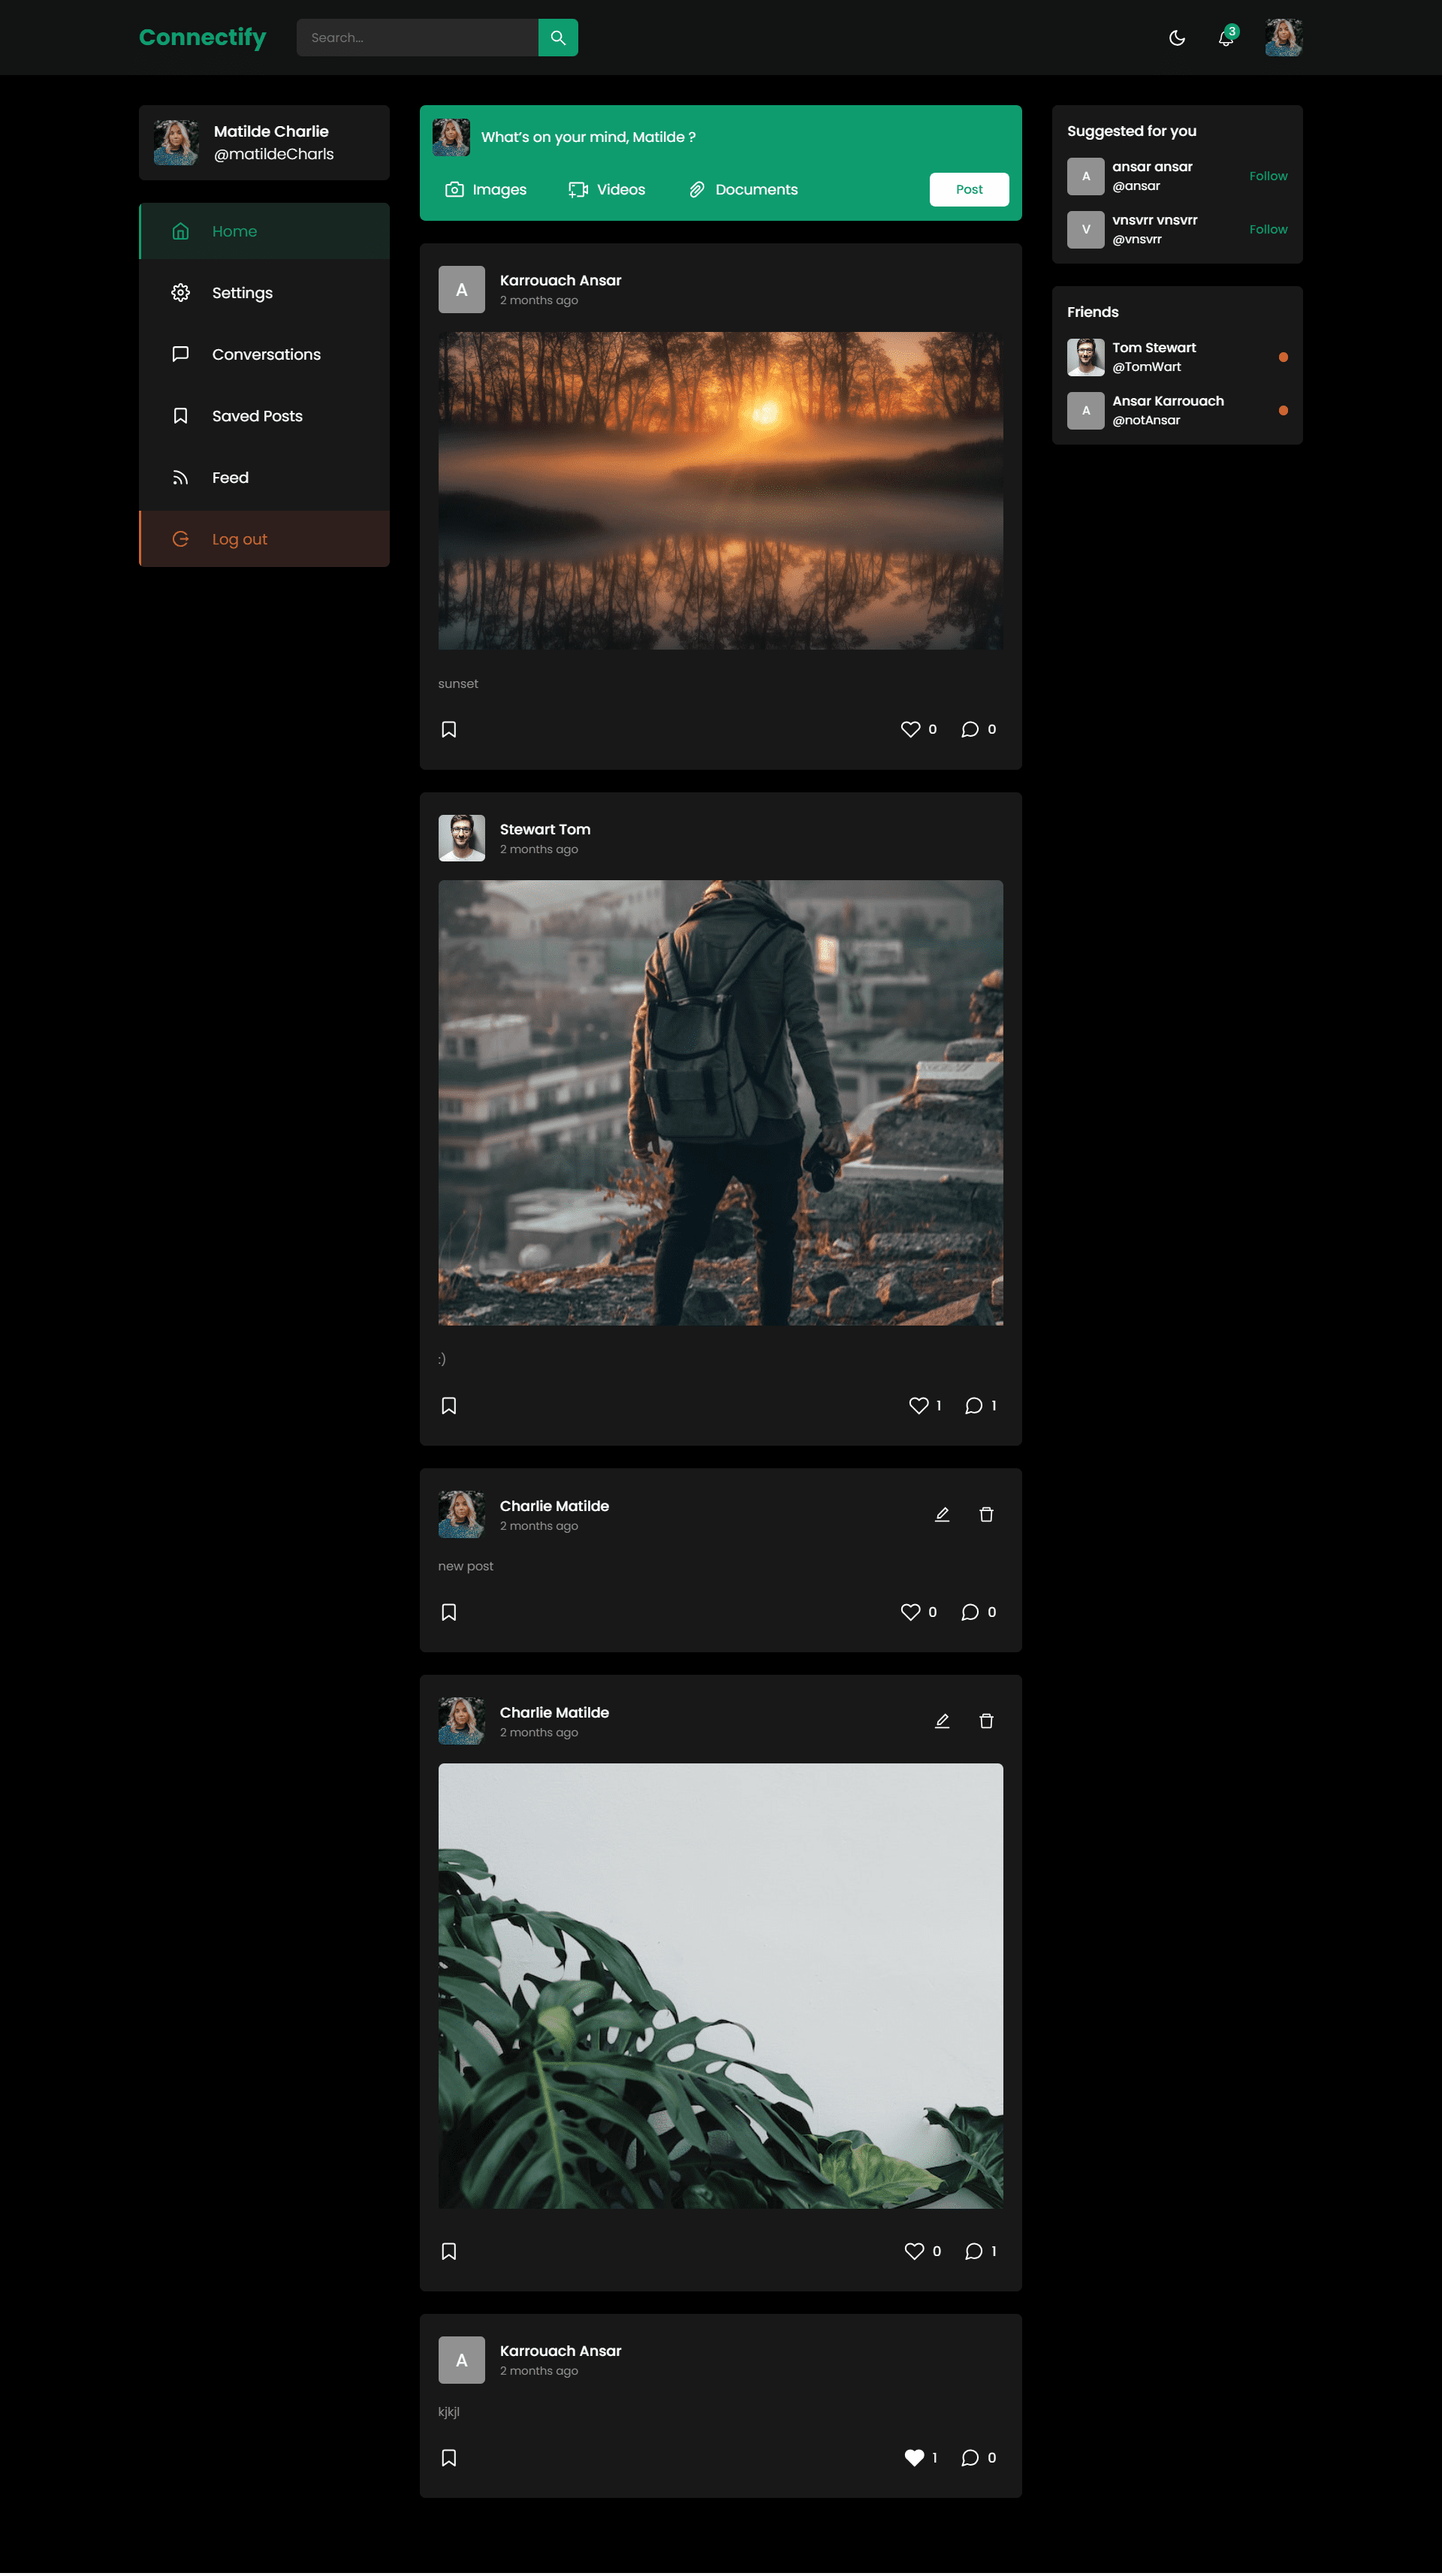 Connectify
Search...
3
Matilde Charlie
@matildeCharls
Home
Settings
Conversations
Saved Posts
Feed
Log out
What's on your mind, Matilde ?
Images
Videos
Documents
Post
A
Karrouach Ansar
2 months ago
sunset
0
0
Stewart Tom
2 months ago
:)
1
1
Charlie Matilde
2 months ago
new post
0
0
Charlie Matilde
2 months ago
0
1
A
Karrouach Ansar
2 months ago
kjkjl
1
0
Suggested for you
A
ansar ansar
@ansar
Follow
V
vnsvrr vnsvrr
@vnsvrr
Follow
Friends
Tom Stewart
@TomWart
A
Ansar Karrouach
@notAnsar